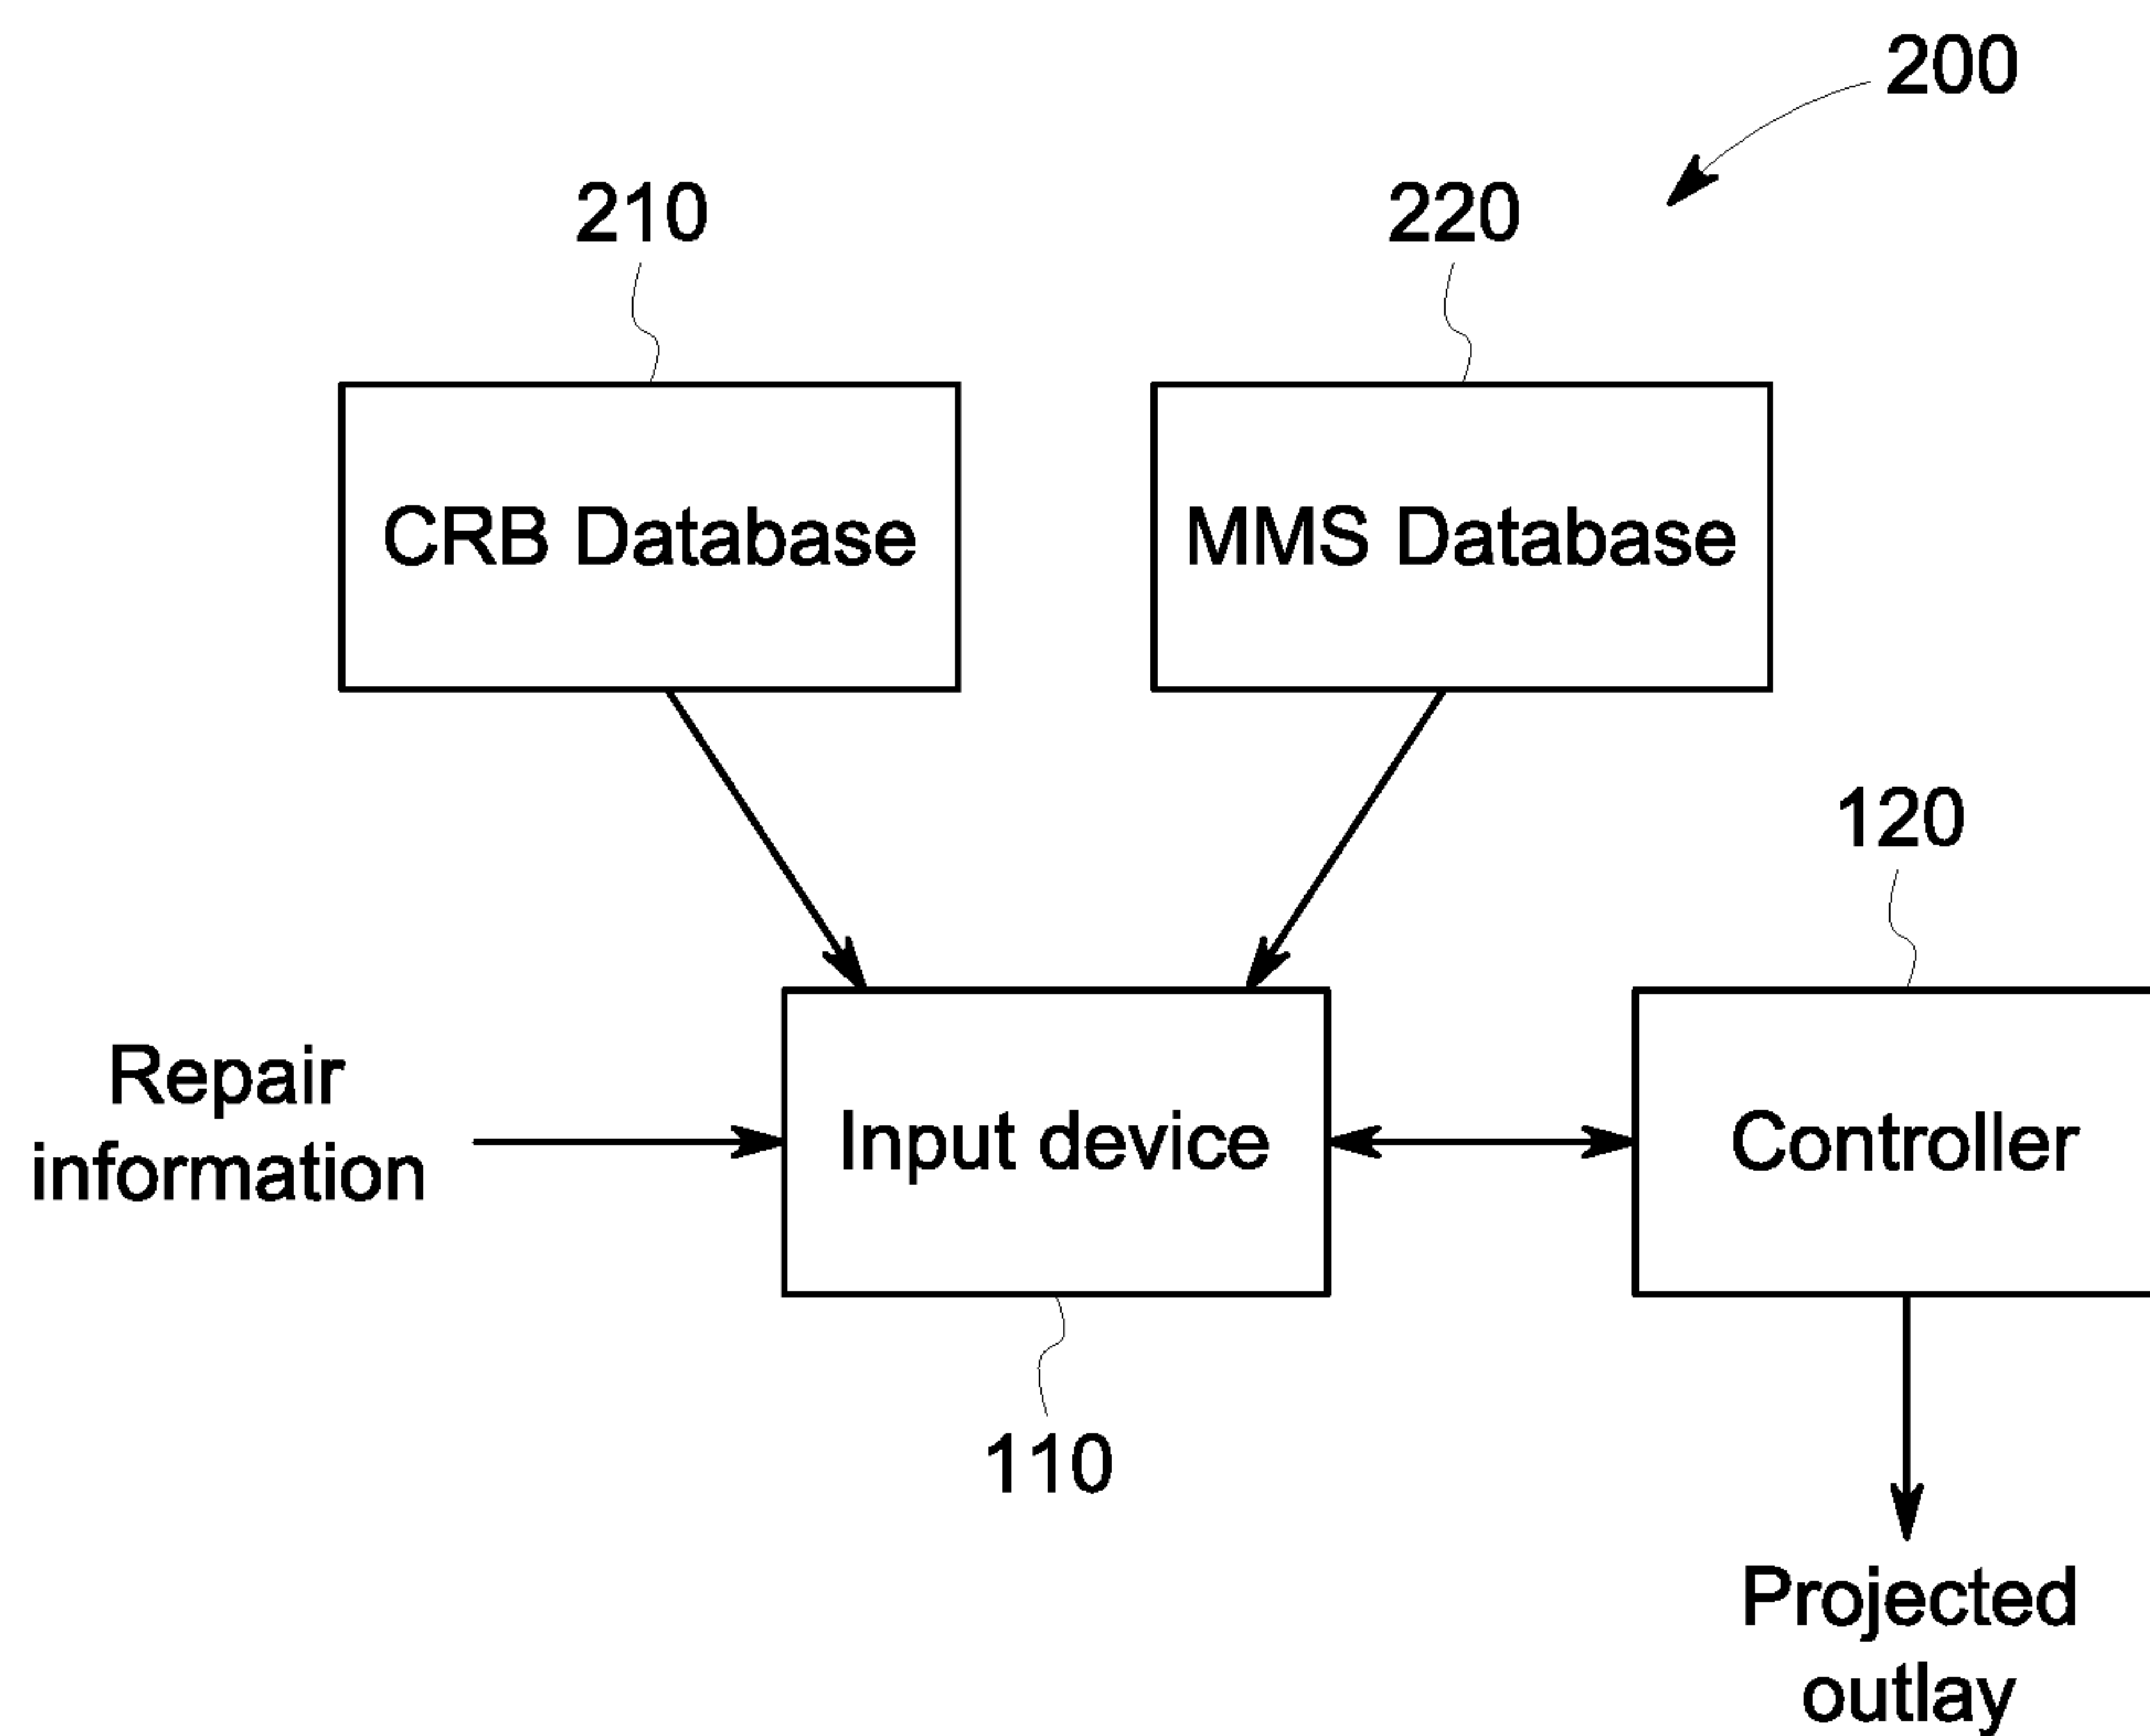 200
210
220
CRB Database
MMS Database
120
Repair
information
Input device
Controller
110
Projected
outlay